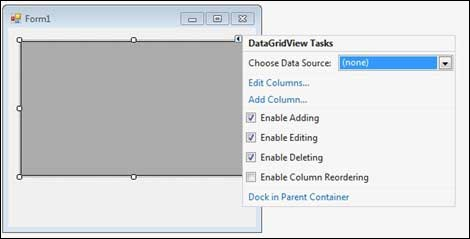 Form1
DataGridView Tasks
Choose Data Source: (none)
Edit Columns...
Add Column...
Enable Adding
Enable Editing
Enable Deleting
Enable Column Reordering
Dock in Parent Container